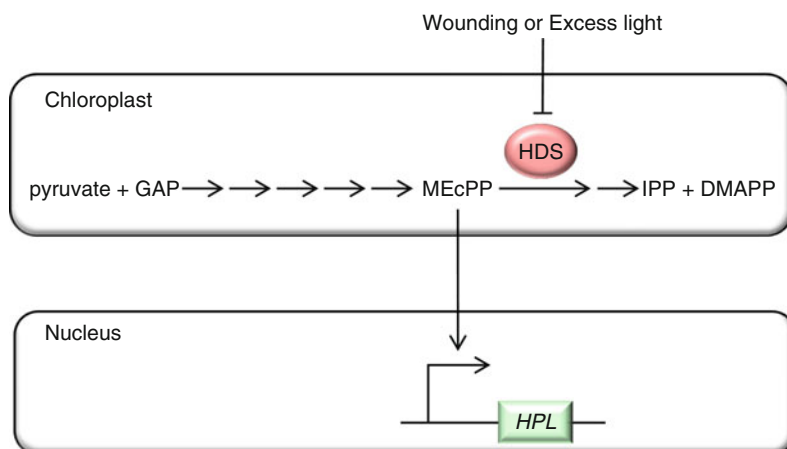 Wounding or Excess light
Chloroplast
HDS
pyruvate + GAP MEcPP IPP + DMAPP
Nucleus
HPL